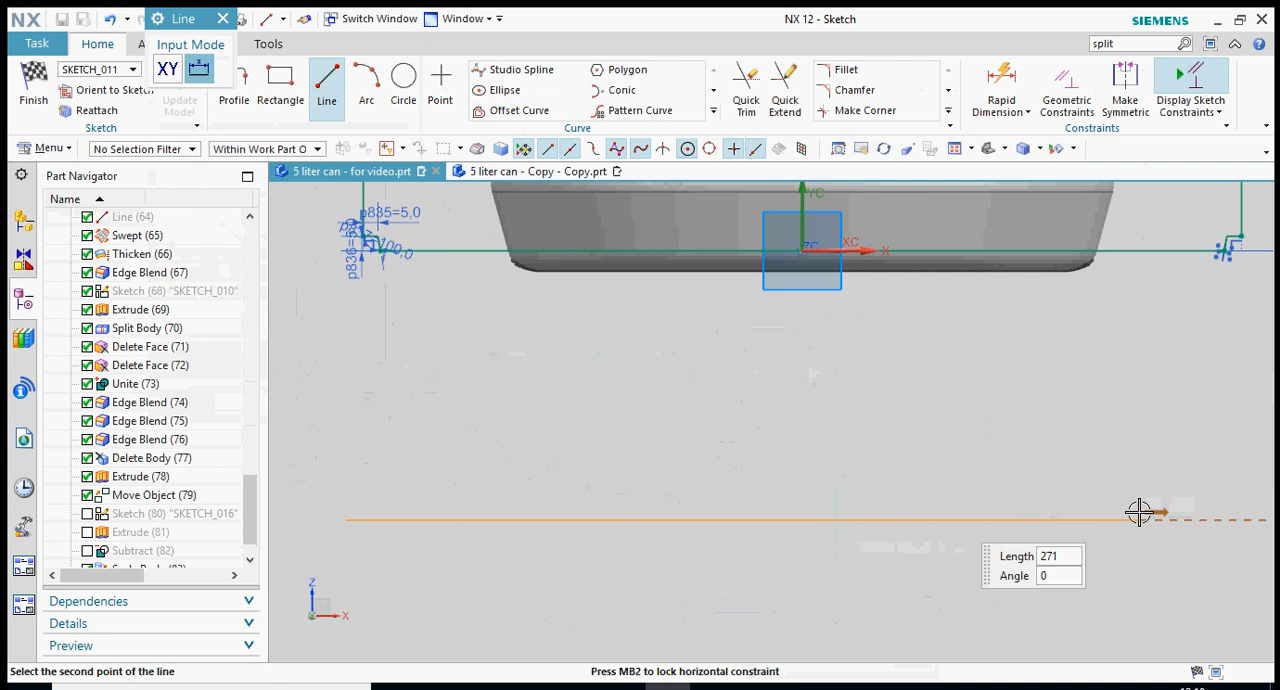 NX
Line
Switch Window
Window
NX 12 - Sketch
SIEMENS
Task
Home
Input Mode
Tools
split
XY
Finish
SKETCH_011
Orient to Sketch
Reattach
Update Model
Sketch
Profile
Rectangle
Line
Arc
Circle
Point
Studio Spline
Polygon
Ellipse
Conic
Offset Curve
Pattern Curve
Curve
Quick Trim
Quick Extend
Fillet
Chamfer
Make Corner
Rapid Dimension
Geometric Constraints
Make Symmetric
Display Sketch Constraints
Constraints
Menu
No Selection Filter
Within Work Part O
Part Navigator
5 liter can - for video.prt
5 liter can - Copy - Copy.prt
Name
Line (64)
Swept (65)
Thicken (66)
Edge Blend (67)
Sketch (68) "SKETCH_010"
Extrude (69)
Split Body (70)
Delete Face (71)
Delete Face (72)
Unite (73)
Edge Blend (74)
Edge Blend (75)
Edge Blend (76)
Delete Body (77)
Extrude (78)
Move Object (79)
Sketch (80) "SKETCH_016"
Extrude (81)
Subtract (82)
Dependencies
Details
Preview
p835=5,0
YC
XC
X
ZC
Length 271
Angle 0
Z
X
Select the second point of the line
Press MB2 to lock horizontal constraint